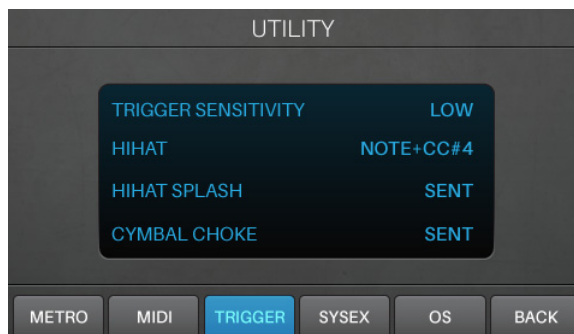 UTILITY
TRIGGER SENSITIVITY LOW
HIHAT NOTE+CC#4
HIHAT SPLASH SENT
CYMBAL CHOKE SENT
METRO MIDI TRIGGER SYSEX OS BACK